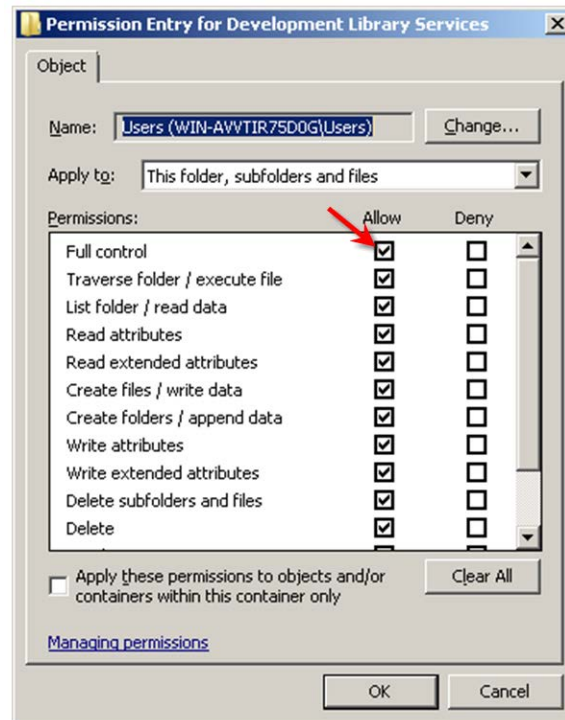 Permission Entry for Development Library Services
Object
Name: Users (WIN-AVVTIR75D0G\Users) Change...
Apply to: This folder, subfolders and files
Permissions: Allow Deny
Full control
Traverse folder / execute file
List folder / read data
Read attributes
Read extended attributes
Create files / write data
Create folders / append data
Write attributes
Write extended attributes
Delete subfolders and files
Delete
Apply these permissions to objects and/or
containers within this container only
Clear All
Managing permissions
OK Cancel